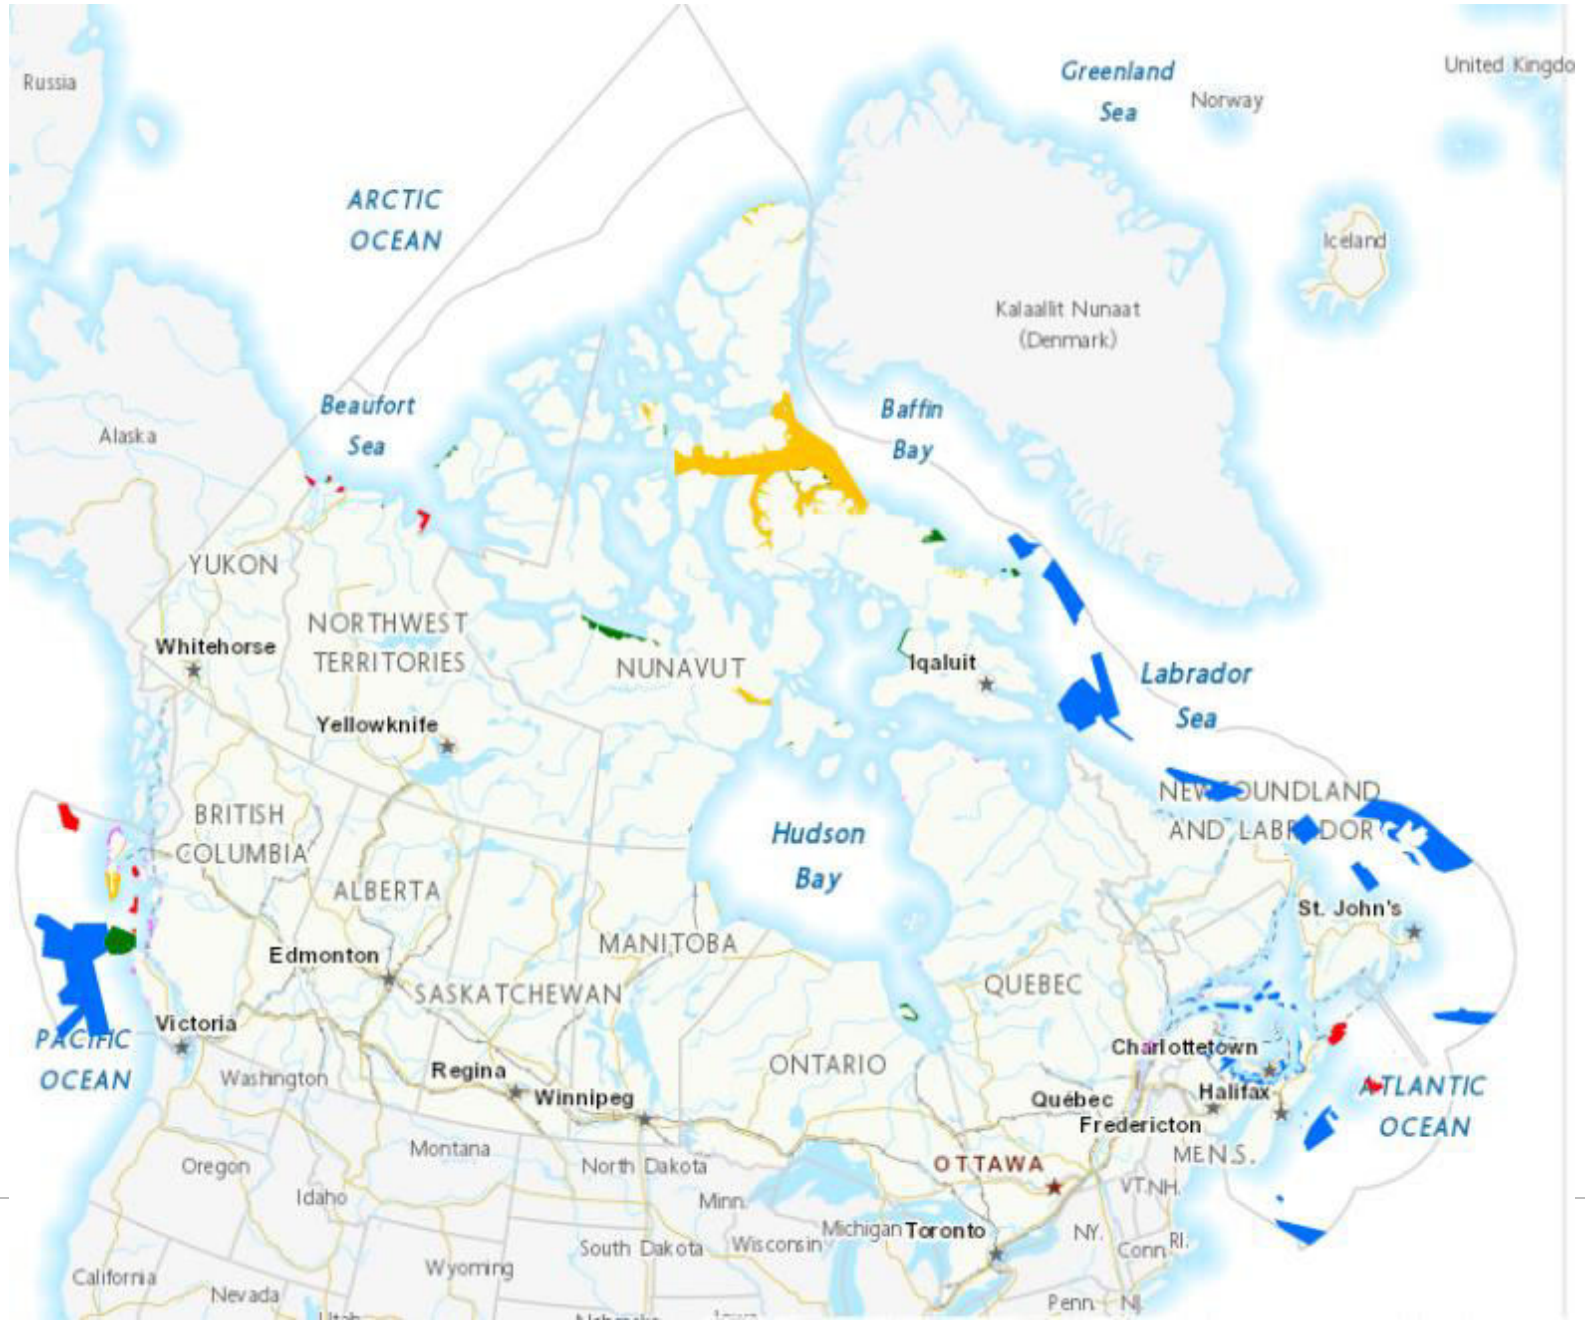 Greenland
Sea
United Kingdo
Russia
Norway
ARCTIC
OCEAN
Iceland
Kalaallit Nunaat
(Denmark)
Beaufort
Sea
Baffin
Bay
Alaska
YUKON
NORTHWEST
TERRITORIES
Whitehorse
NUNAVUT
Iqaluit
Labrador
Sea
Yellowknife
NEWFOUNDLAND
AND LABRADOR
BRITISH
COLUMBIA
Hudson
Bay
ALBERTA
St. John's
MANITOBA
Edmonton
SASKATCHEWAN
QUEBEC
Victoria
PACIFIC
OCEAN
Charlottetown
ONTARIO
Regina
Washington
Winnipeg
Québec
Halifax
ATLANTIC
OCEAN
Fredericton
Montana
ME
N.S.
Oregon
North Dakota
OTTAWA
Idaho
Minn.
VT.
NH.
Michigan
Toronto
NY.
South Dakota
Wisconsin
Conn.
RI.
Wyoming
California
Nevada
Penn.
NJ.
Utah
Nebraska
Iowa